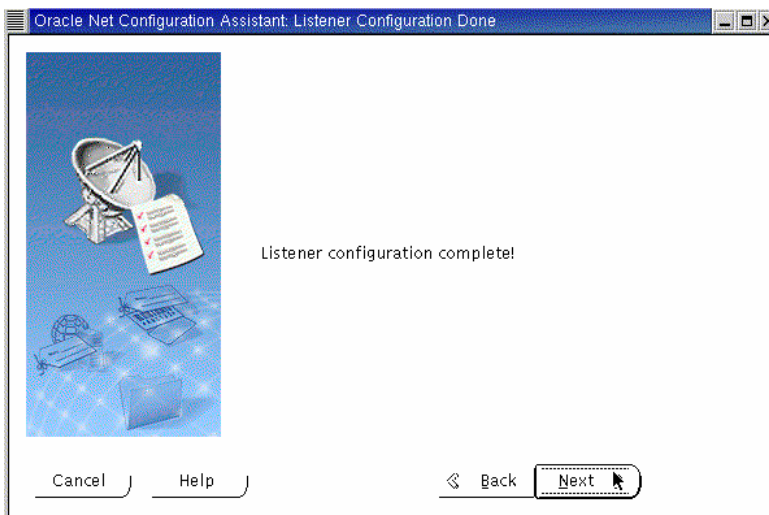 Oracle Net Configuration Assistant: Listener Configuration Done
Listener configuration complete!
Cancel
Help
Back
Next